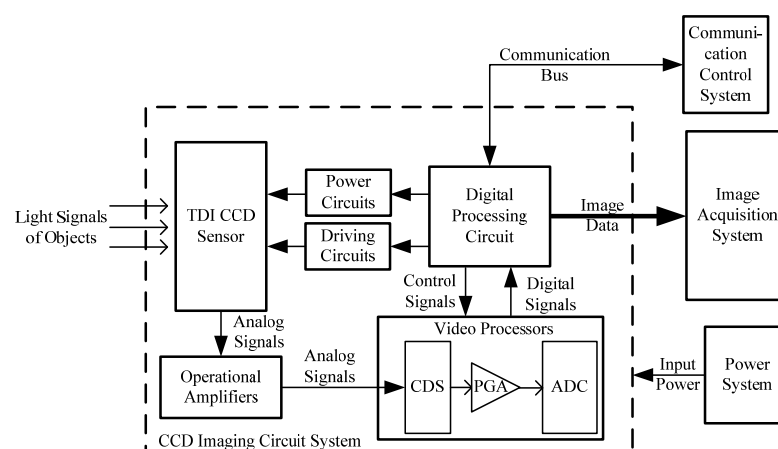 Communi-
cation
Control
System
Communication
Bus
Light Signals
of Objects
TDI CCD
Sensor
Power
Circuits
Driving
Circuits
Digital
Processing
Circuit
Image
Data
Image
Acquisition
System
Control
Signals
Digital
Signals
Analog
Signals
Operational
Amplifiers
Analog
Signals
Video Processors
CDS
PGA
ADC
Input
Power
Power
System
CCD Imaging Circuit System